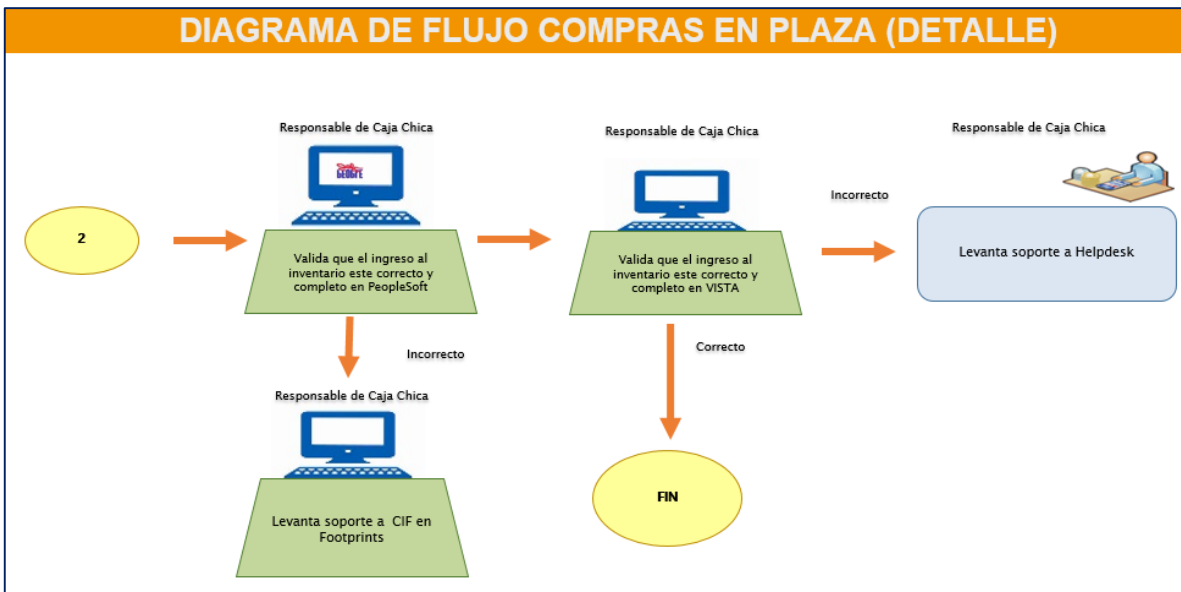 DIAGRAMA DE FLUJO COMPRAS EN PLAZA (DETALLE)
Responsable de Caja Chica
Responsable de Caja Chica
Responsable de Caja Chica
2
Valida que el ingreso al
inventario este correcto y
completo en PeopleSoft
Valida que el ingreso al
inventario este correcto y
completo en VISTA
Incorrecto
Levanta soporte a Helpdesk
Incorrecto
Correcto
Responsable de Caja Chica
Levanta soporte a CIF en
Footprints
FIN